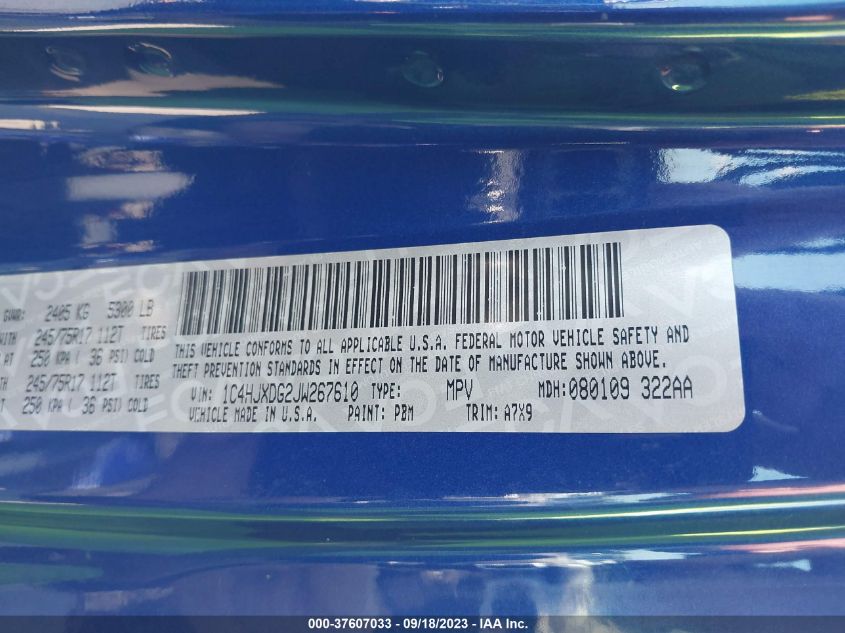 GVWR: 2405 KG 5300 LB
WITH 245/75R17 112T TIRES
AT 250 KPA ( 36 PSI) COLD
245/75R17 112T TIRES
250 KPA ( 36 PSI) COLD
THIS VEHICLE CONFORMS TO ALL APPLICABLE U.S.A. FEDERAL MOTOR VEHICLE SAFETY AND
THEFT PREVENTION STANDARDS IN EFFECT ON THE DATE OF MANUFACTURE SHOWN ABOVE.
VIN: 1C4HJXDG2JW267610 TYPE: MPV MDH:080109 322AA
VEHICLE MADE IN U.S.A. PAINT: PBM TRIM: A7X9
000-37607033 - 09/18/2023 - IAA Inc.